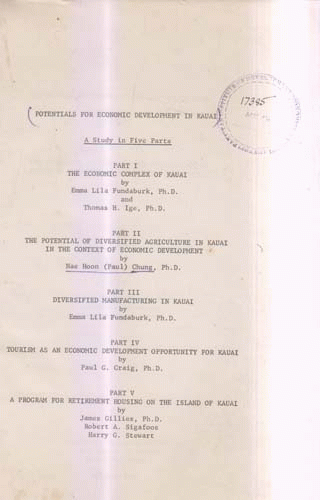 POTENTIALS FOR ECONOMIC DEVELOPMENT IN KAUAI
17385
A Study in Five Parts
PART I
THE ECONOMIC COMPLEX OF KAUAI
by
Emma Lila Fundaburk, Ph.D.
and
Thomas H. Ige, Ph.D.
PART II
THE POTENTIAL OF DIVERSIFIED AGRICULTURE IN KAUAI
IN THE CONTEXT OF ECONOMIC DEVELOPMENT
by
Nae Hoon (Paul) Chung, Ph.D.
PART III
DIVERSIFIED MANUFACTURING IN KAUAI
by
Emma Lila Fundaburk, Ph.D.
PART IV
TOURISM AS AN ECONOMIC DEVELOPMENT OPPORTUNITY FOR KAUAI
by
Paul G. Craig, Ph.D.
PART V
A PROGRAM FOR RETIREMENT HOUSING ON THE ISLAND OF KAUAI
by
James Gillies, Ph.D.
Robert A. Sigafoos
Harry G. Stewart